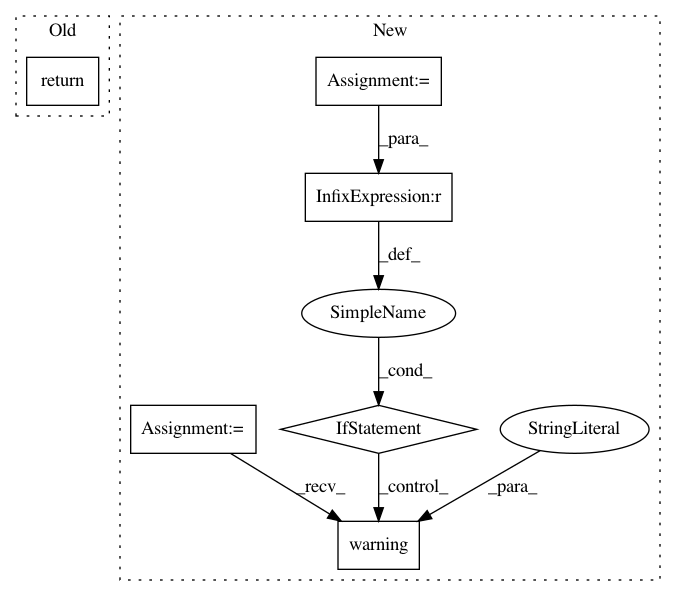 Old
New
return
Assignment:=
_para_
InfixExpression:r
_def_
SimpleName
_cond_
Assignment:=
IfStatement
StringLiteral
_recv_
_control_
_para_
warning